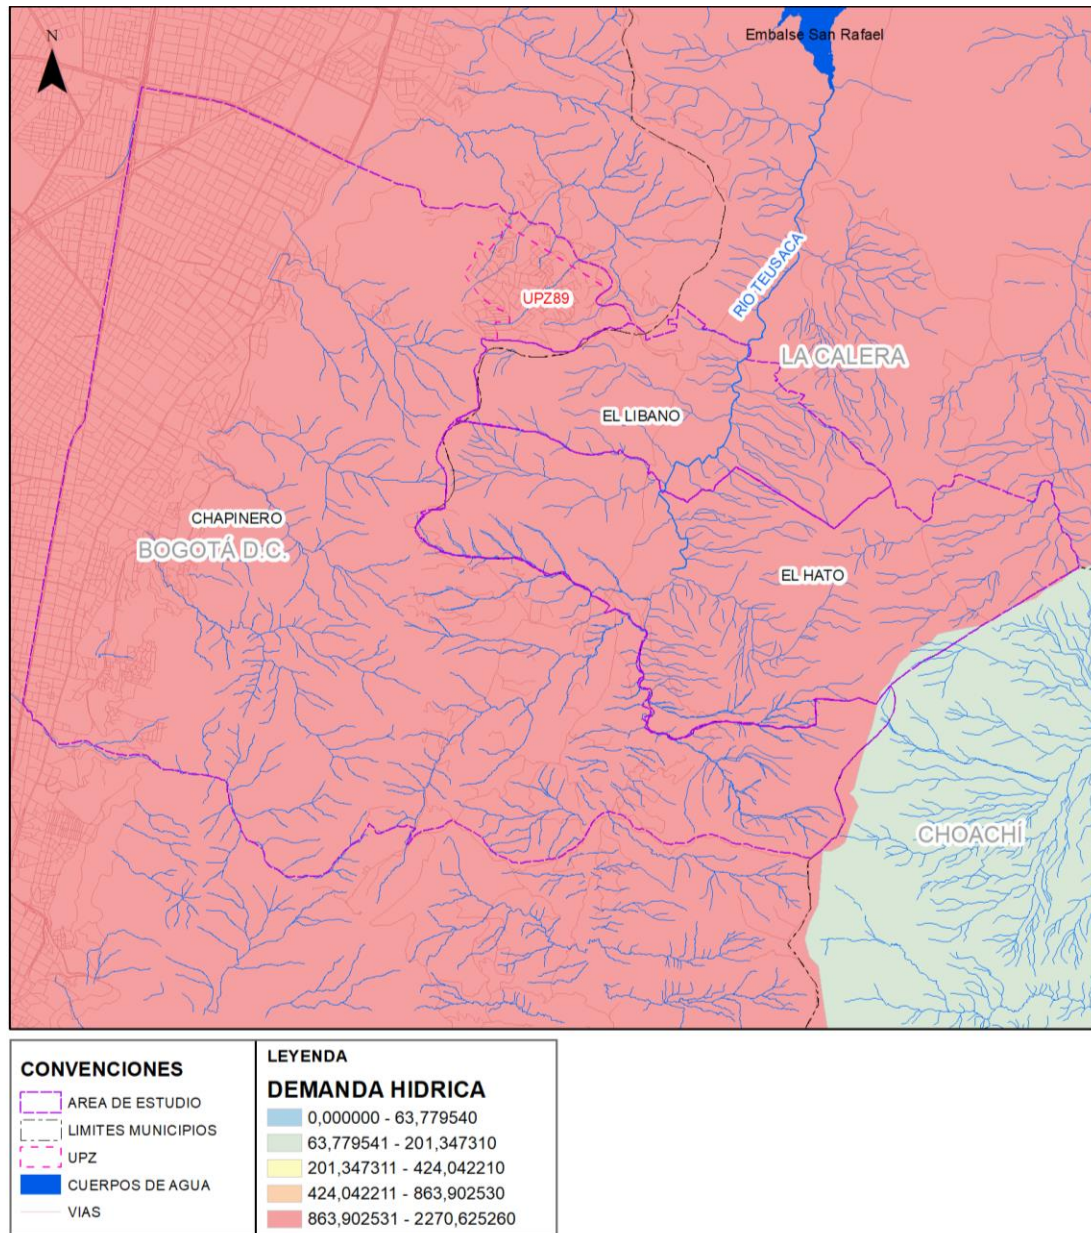 N
Embalse San Rafael
RÍO TEUSACA
UPZ89
LA CALERA
EL LIBANO
CHAPINERO
BOGOTÁ D.C.
EL HATO
CHOACHÍ
CONVENCIONES
AREA DE ESTUDIO
LIMITES MUNICIPIOS
UPZ
CUERPOS DE AGUA
VIAS
LEYENDA
DEMANDA HIDRICA
0,000000 - 63,779540
63,779541 - 201,347310
201,347311 - 424,042210
424,042211 - 863,902530
863,902531 - 2270,625260